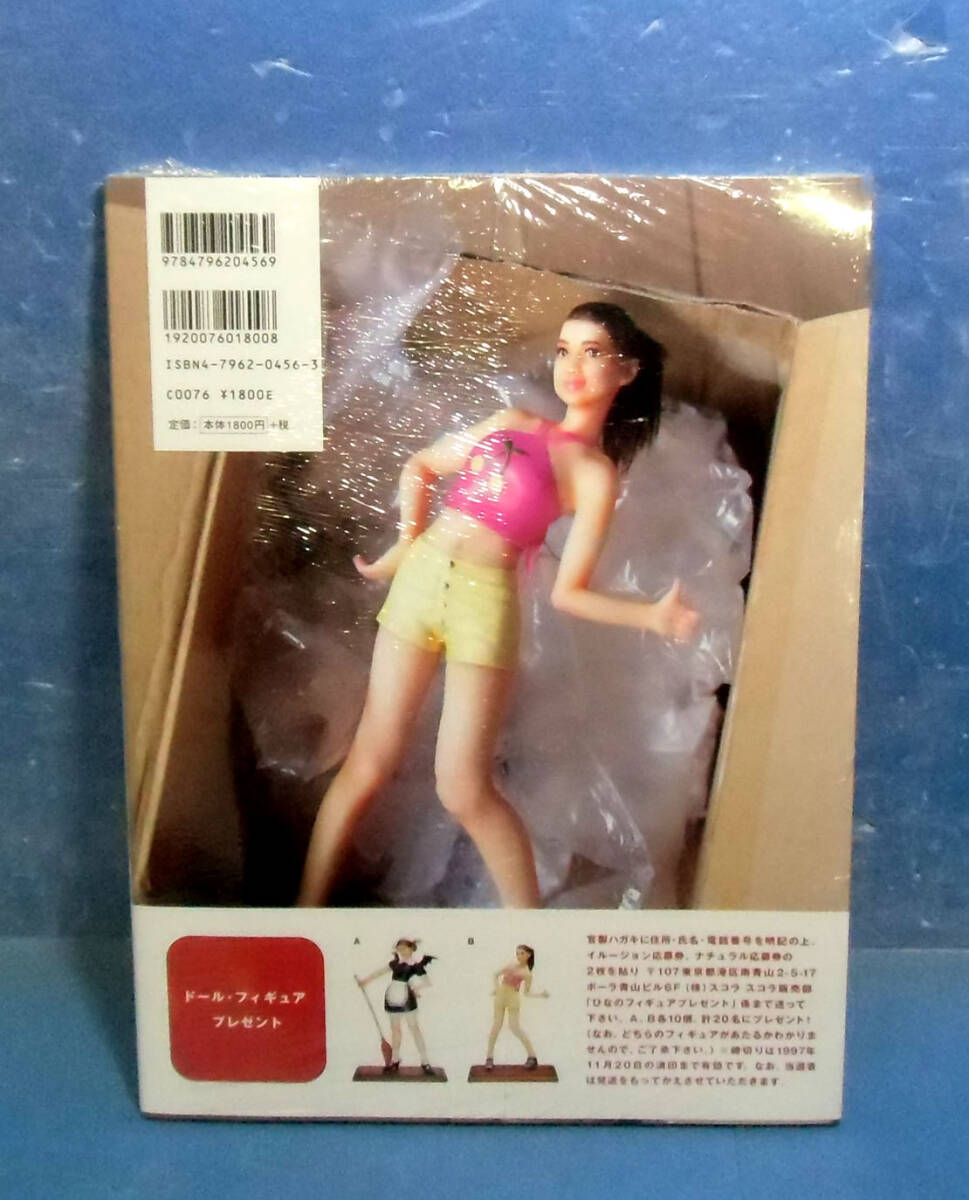 9784796204569
1920076018008
ISBN4-7962-0456-3
C0076 ¥1800E
定価：本体1800円＋税
ドール・フィギュア
プレゼント
A
B
官製ハガキに住所・氏名・電話番号を明記の上、
イルージョン応募券、ナチュラル応募券の
2枚を貼り 〒107東京都港区南青山2-5-17
ポーラ青山ビル6F (株)スコラ スコラ販売部
「ひなのフィギュアプレゼント」係まで送って
下さい。A、B各10個、計20名にプレゼント!
(なお、どちらのフィギュアがあたるかわかりま
せんので、ご了承下さい。)※締切りは1997年
11月20日の消印まで有効です。なお、当選者
は発送をもってかえさせていただきます。